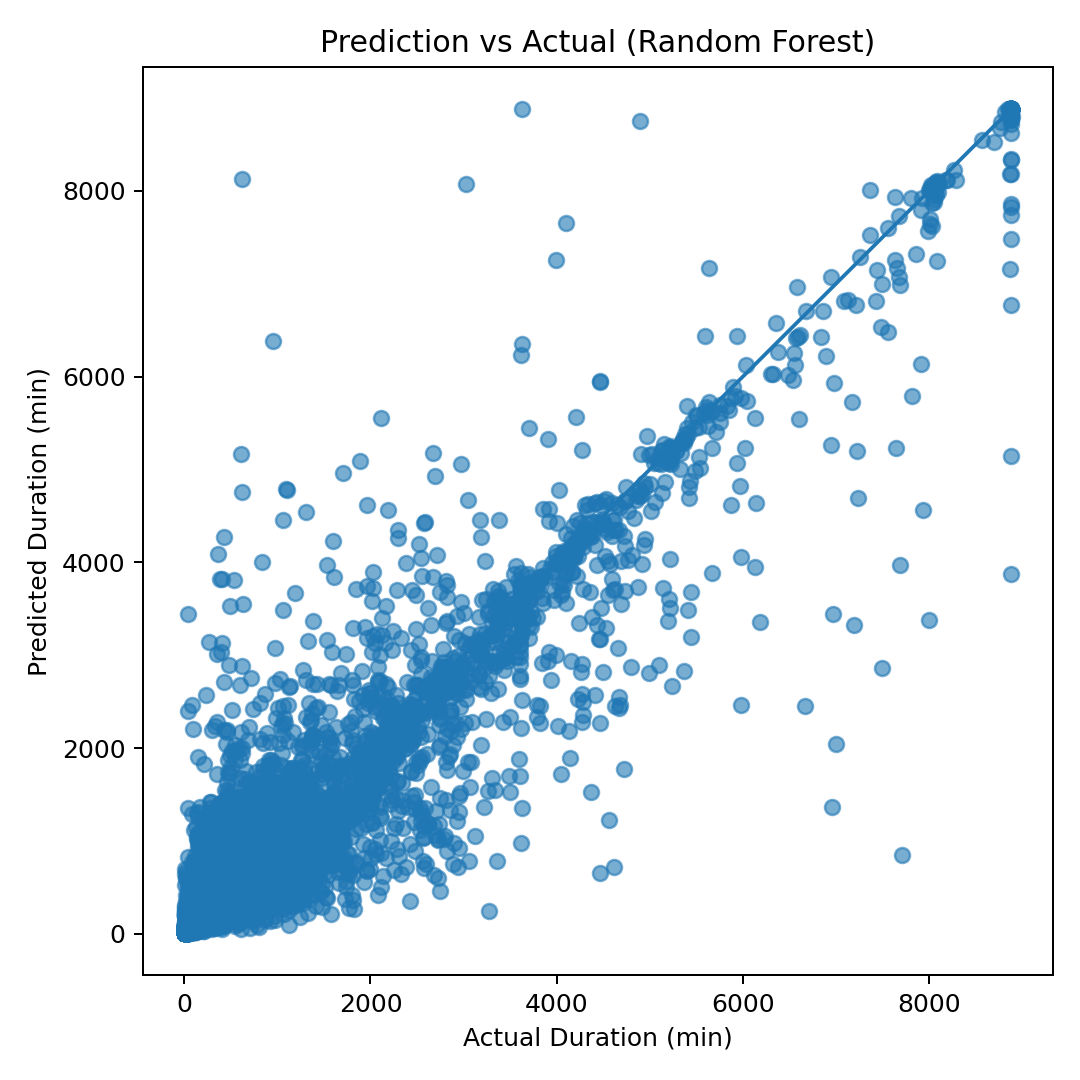 Prediction vs Actual (Random Forest)
Predicted Duration (min)
8000
6000
4000
2000
0
0 2000 4000 6000 8000
Actual Duration (min)